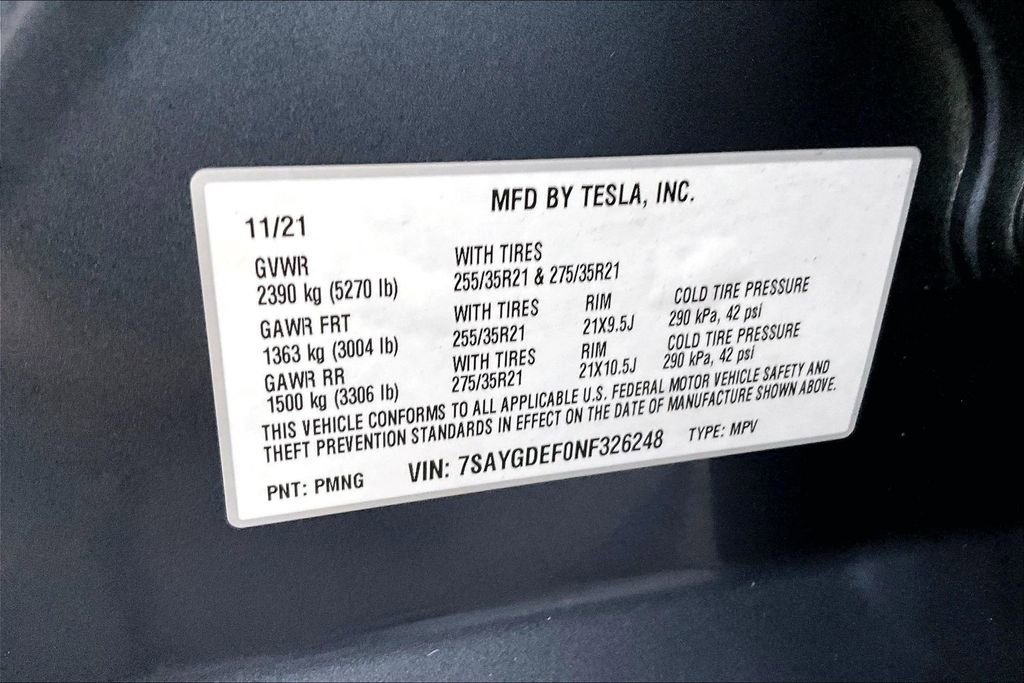 MFD BY TESLA, INC.
11/21
GVWR WITH TIRES
2390 kg (5270 lb) 255/35R21 & 275/35R21
GAWR FRT WITH TIRES RIM COLD TIRE PRESSURE
1363 kg (3004 lb) 255/35R21 21X9.5J 290 kPa, 42 psi
GAWR RR WITH TIRES RIM COLD TIRE PRESSURE
1500 kg (3306 lb) 275/35R21 21X10.5J 290 kPa, 42 psi
THIS VEHICLE CONFORMS TO ALL APPLICABLE U.S. FEDERAL MOTOR VEHICLE SAFETY AND
THEFT PREVENTION STANDARDS IN EFFECT ON THE DATE OF MANUFACTURE SHOWN ABOVE.
PNT: PMNG VIN: 7SAYGDEF0NF326248 TYPE: MPV